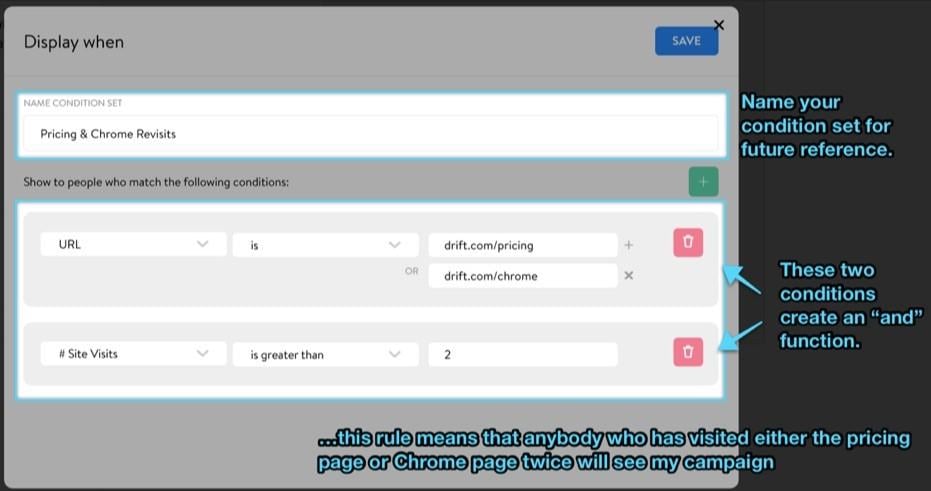 Display when
SAVE
NAME CONDITION SET
Pricing & Chrome Revisits
Name your
condition set for
future reference.
Show to people who match the following conditions:
URL
is
drift.com/pricing
OR
drift.com/chrome
These two
conditions
create an “and”
function.
# Site Visits
is greater than
2
...this rule means that anybody who has visited either the pricing
page or Chrome page twice will see my campaign